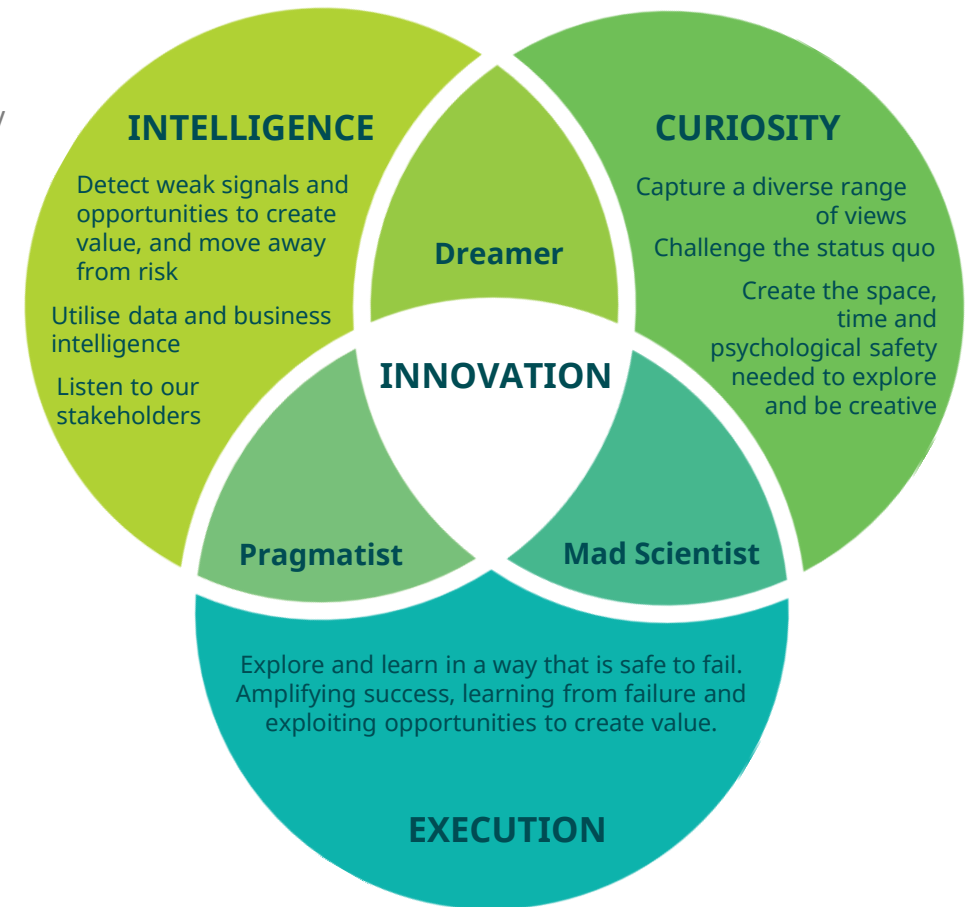 INTELLIGENCE
Detect weak signals and
opportunities to create
value, and move away
from risk
Utilise data and business
intelligence
Listen to our
stakeholders
CURIOSITY
Capture a diverse range
of views
Challenge the status quo
Create the space,
time and
psychological safety
needed to explore
and be creative
Dreamer
INNOVATION
Pragmatist
Mad Scientist
Explore and learn in a way that is safe to fail.
Amplifying success, learning from failure and
exploiting opportunities to create value.
EXECUTION